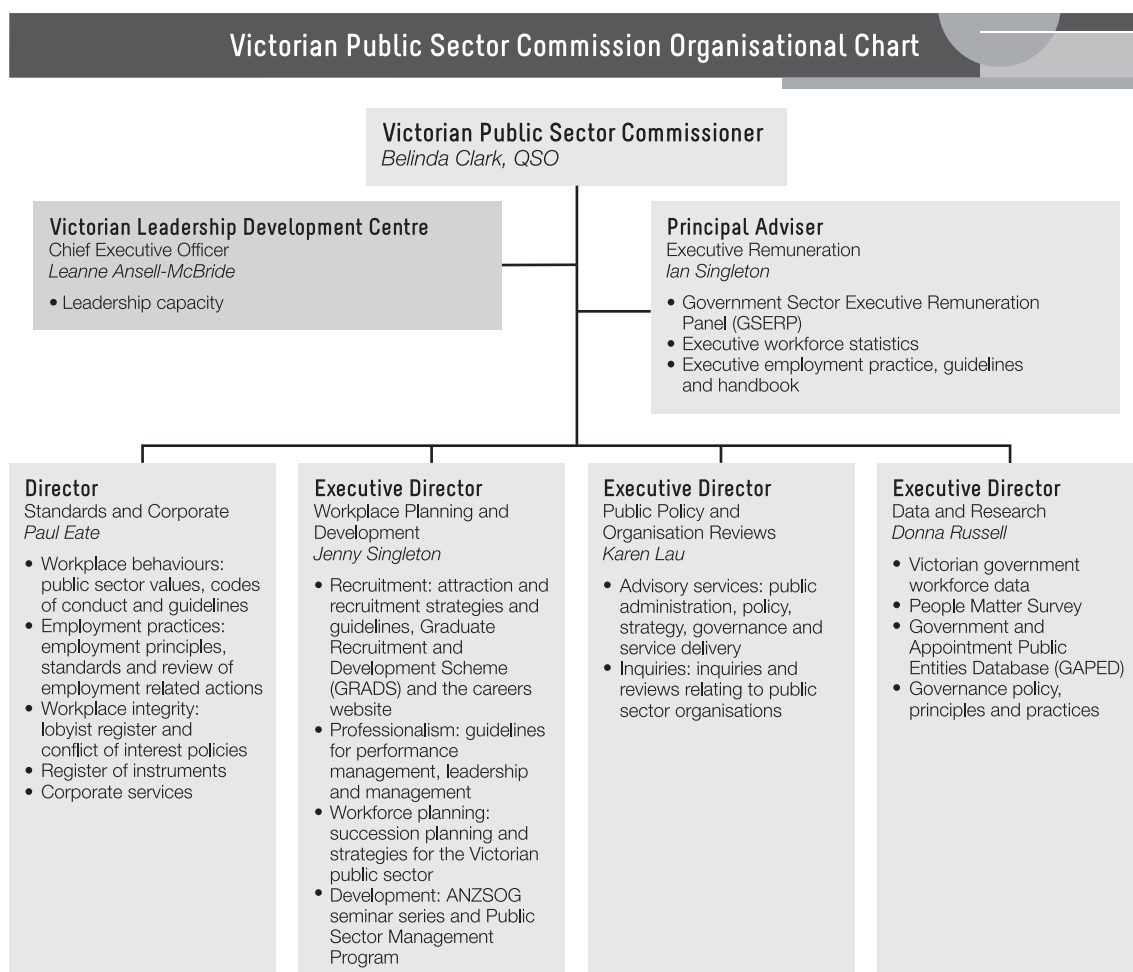 Victorian Public Sector Commission Organisational Chart
Victorian Public Sector Commissioner
Belinda Clark, QSO
Victorian Leadership Development Centre
Chief Executive Officer
Leanne Ansell-McBride
• Leadership capacity
Principal Adviser
Executive Remuneration
Ian Singleton
• Government Sector Executive Remuneration
Panel (GSERP)
• Executive workforce statistics
• Executive employment practice, guidelines
and handbook
Director
Standards and Corporate
Paul Eate
• Workplace behaviours:
public sector values, codes
of conduct and guidelines
• Employment practices:
employment principles,
standards and review of
employment related actions
• Workplace integrity:
lobyist register and
conflict of interest policies
• Register of instruments
• Corporate services
Executive Director
Workplace Planning and
Development
Jenny Singleton
• Recruitment: attraction and
recruitment strategies and
guidelines, Graduate
Recruitment and
Development Scheme
(GRADS) and the careers
website
• Professionalism: guidelines
for performance
management, leadership
and management
• Workforce planning:
succession planning and
strategies for the Victorian
public sector
• Development: ANZSOG
seminar series and Public
Sector Management
Program
Executive Director
Public Policy and
Organisation Reviews
Karen Lau
• Advisory services: public
administration, policy,
strategy, governance and
service delivery
• Inquiries: inquiries and
reviews relating to public
sector organisations
Executive Director
Data and Research
Donna Russell
• Victorian government
workforce data
• People Matter Survey
• Government and
Appointment Public
Entities Database (GAPED)
• Governance policy,
principles and practices